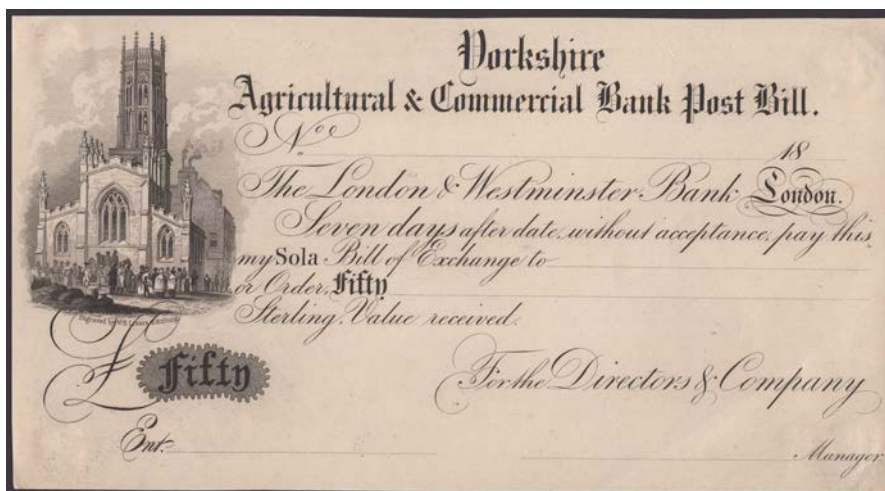 Yorkshire
Agricultural & Commercial Bank Post Bill.
No. 18
The London & Westminster Bank London.
Seven days after date, without acceptance, pay this
my Sola Bill of Exchange to
or Order, Fifty
Sterling, Value received.
£ Fifty
For the Directors & Company
Ent.
Manager